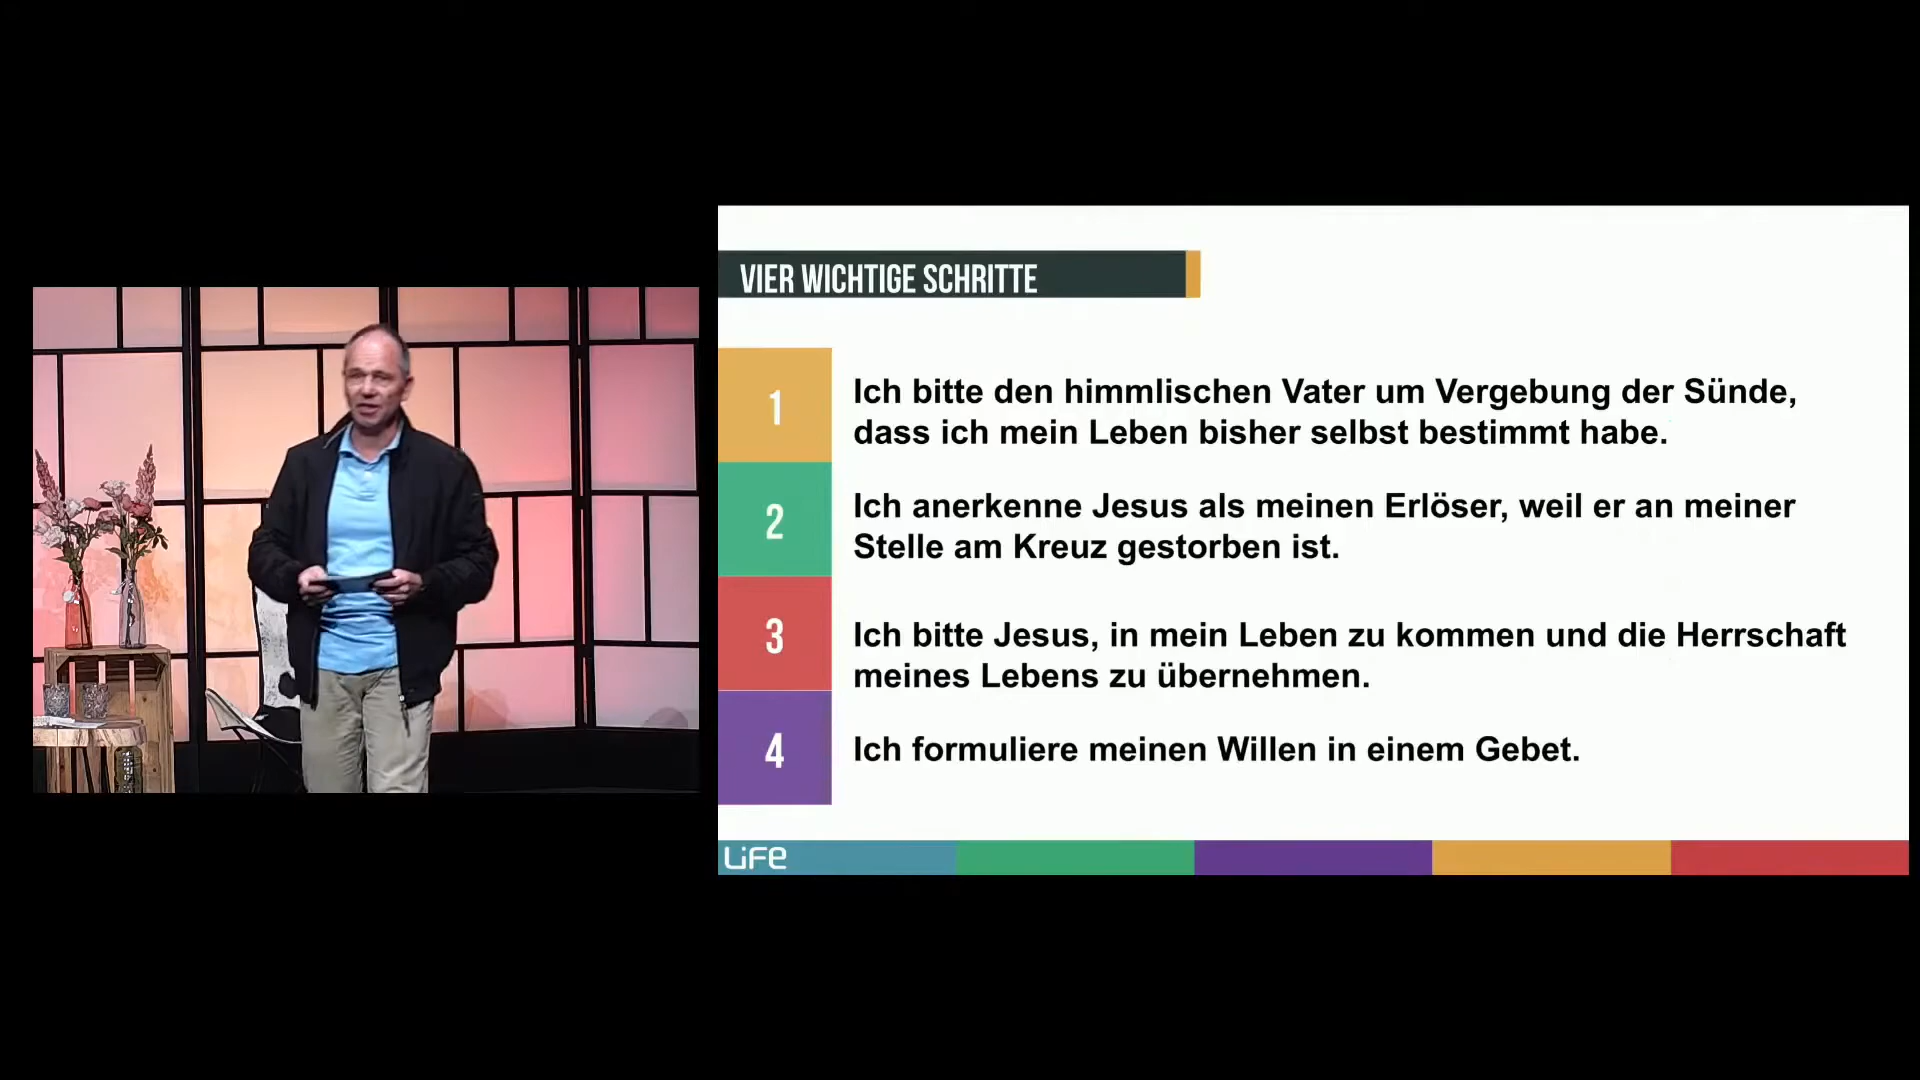 VIER WICHTIGE SCHRITTE
1
Ich bitte den himmlischen Vater um Vergebung der Sünde,
dass ich mein Leben bisher selbst bestimmt habe.
2
Ich anerkenne Jesus als meinen Erlöser, weil er an meiner
Stelle am Kreuz gestorben ist.
3
Ich bitte Jesus, in mein Leben zu kommen und die Herrschaft
meines Lebens zu übernehmen.
4
Ich formuliere meinen Willen in einem Gebet.
LiFe